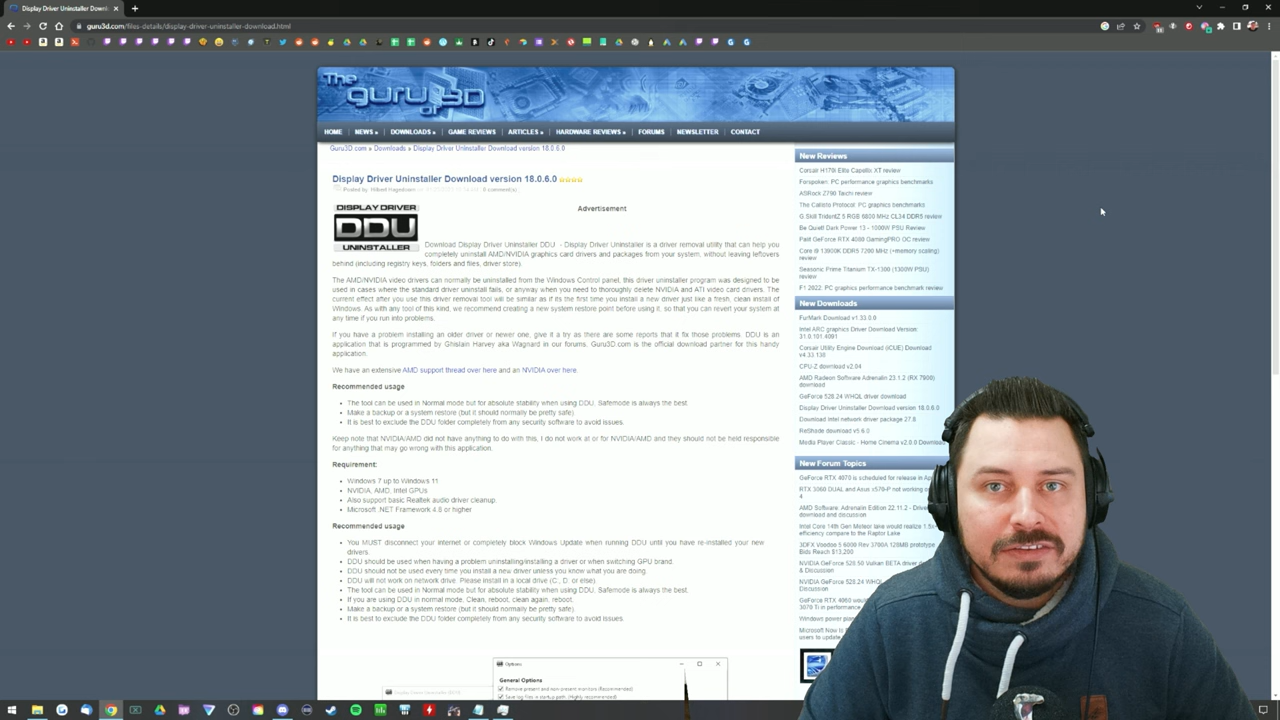 Display Driver Uninstaller Downl
guru3d.com/files-details/display-driver-uninstaller-download.html
The guru of 3D
HOME NEWS » DOWNLOADS » GAME REVIEWS ARTICLES » HARDWARE REVIEWS » FORUMS NEWSLETTER CONTACT
Guru3D.com » Downloads » Display Driver Uninstaller Download version 18.0.6.0
Display Driver Uninstaller Download version 18.0.6.0
Posted by: Hilbert Hagedoorn on 0 comment(s)
Advertisement
DISPLAY DRIVER
DDU
UNINSTALLER
Download Display Driver Uninstaller DDU - Display Driver Uninstaller is a driver removal utility that can help you
completely uninstall AMD/NVIDIA graphics card drivers and packages from your system, without leaving leftovers
behind (including registry keys, folders and files, driver store).
The AMD/NVIDIA video drivers can normally be uninstalled from the Windows Control panel, this driver uninstaller program was designed to be
used in cases where the standard driver uninstall fails, or anyway when you need to thoroughly delete NVIDIA and ATI video card drivers. The
current effect after you use this driver removal tool will be similar as if its the first time you install a new driver just like a fresh, clean install of
Windows. As with any tool of this kind, we recommend creating a new system restore point before using it, so that you can revert your system at
any time if you run into problems.
If you have a problem installing an older driver or newer one, give it a try as there are some reports that it fix those problems. DDU is an
application that is programmed by Ghislain Harvey aka Wagnard in our forums, Guru3D.com is the official download partner for this handy
application.
We have an extensive AMD support thread over here and an NVIDIA over here.
Recommended usage
The tool can be used in Normal mode but for absolute stability when using DDU, Safemode is always the best.
Make a backup or a system restore (but it should normally be pretty safe).
It is best to exclude the DDU folder completely from any security software to avoid issues.
Keep note that NVIDIA/AMD did not have anything to do with this, I do not work at or for NVIDIA/AMD and they should not be held responsible
for anything that may go wrong with this application.
Requirement:
Windows 7 up to Windows 11
NVIDIA, AMD, Intel GPUs
Also support basic Realtek audio driver cleanup.
Microsoft .NET Framework 4.8 or higher
Recommended usage
You MUST disconnect your internet or completely block Windows Update when running DDU until you have re-installed your new
drivers.
DDU should be used when having a problem uninstalling/installing a driver or when switching GPU brand.
DDU should not be used every time you install a new driver unless you know what you are doing.
DDU will not work on network drive. Please install in a local drive (C:, D: or else).
The tool can be used in Normal mode but for absolute stability when using DDU, Safemode is always the best.
If you are using DDU in normal mode, Clean, reboot, clean again, reboot.
Make a backup or a system restore (but it should normally be pretty safe).
It is best to exclude the DDU folder completely from any security software to avoid issues.
Options
General Options
Remove present and non-present monitors (Recommended)
Save log files in startup path. (Highly recommended)
New Reviews
Corsair H170i Elite Capellix XT review
Forspoken: PC performance graphics benchmarks
ASRock Z790 Taichi review
The Callisto Protocol: PC graphics benchmarks
G.Skill TridentZ 5 RGB 6800 MHz CL34 DDR5 review
Be Quiet! Dark Power 13 - 1000W PSU Review
Palit GeForce RTX 4080 GamingPRO OC review
Core i9 13900K DDR5 7200 MHz (+memory scaling)
review
Seasonic Prime Titanium TX-1300 (1300W PSU)
review
F1 2022: PC graphics performance benchmark review
New Downloads
FurMark Download v1.33.0.0
Intel ARC graphics Driver Download Version
31.0.101.4091
Corsair Utility Engine Download (iCUE) Download
v4.33.138
CPU-Z download v2.04
AMD Radeon Software Adrenalin 23.1.2 (RX 7900)
download
GeForce 528.24 WHQL driver download
Display Driver Uninstaller Download version 18.0.6.0
Download Intel network driver package 27.8
ReShade download v5.6.0
Media Player Classic - Home Cinema v2.0.0 Download
New Forum Topics
GeForce RTX 4070 is scheduled for release in Ap
RTX 3060 DUAL and Asus x570-P not working o
4
AMD Software: Adrenalin Edition 22.11.2 - Drive
download and discussion
Intel Core 14th Gen Meteor lake would realize 1.5x
efficiency compare to the Raptor Lake
3DFX Voodoo 5 6000 Rev 3700A 128MB prototype
Bids Reach $13,200
NVIDIA GeForce 528.50 Vulkan BETA driver d
& Discussion
NVIDIA GeForce 528.24 WHQL
Discussion
GeForce RTX 4060 woul
3070 Ti in performance
Windows power plan
Microsoft Now
users to update